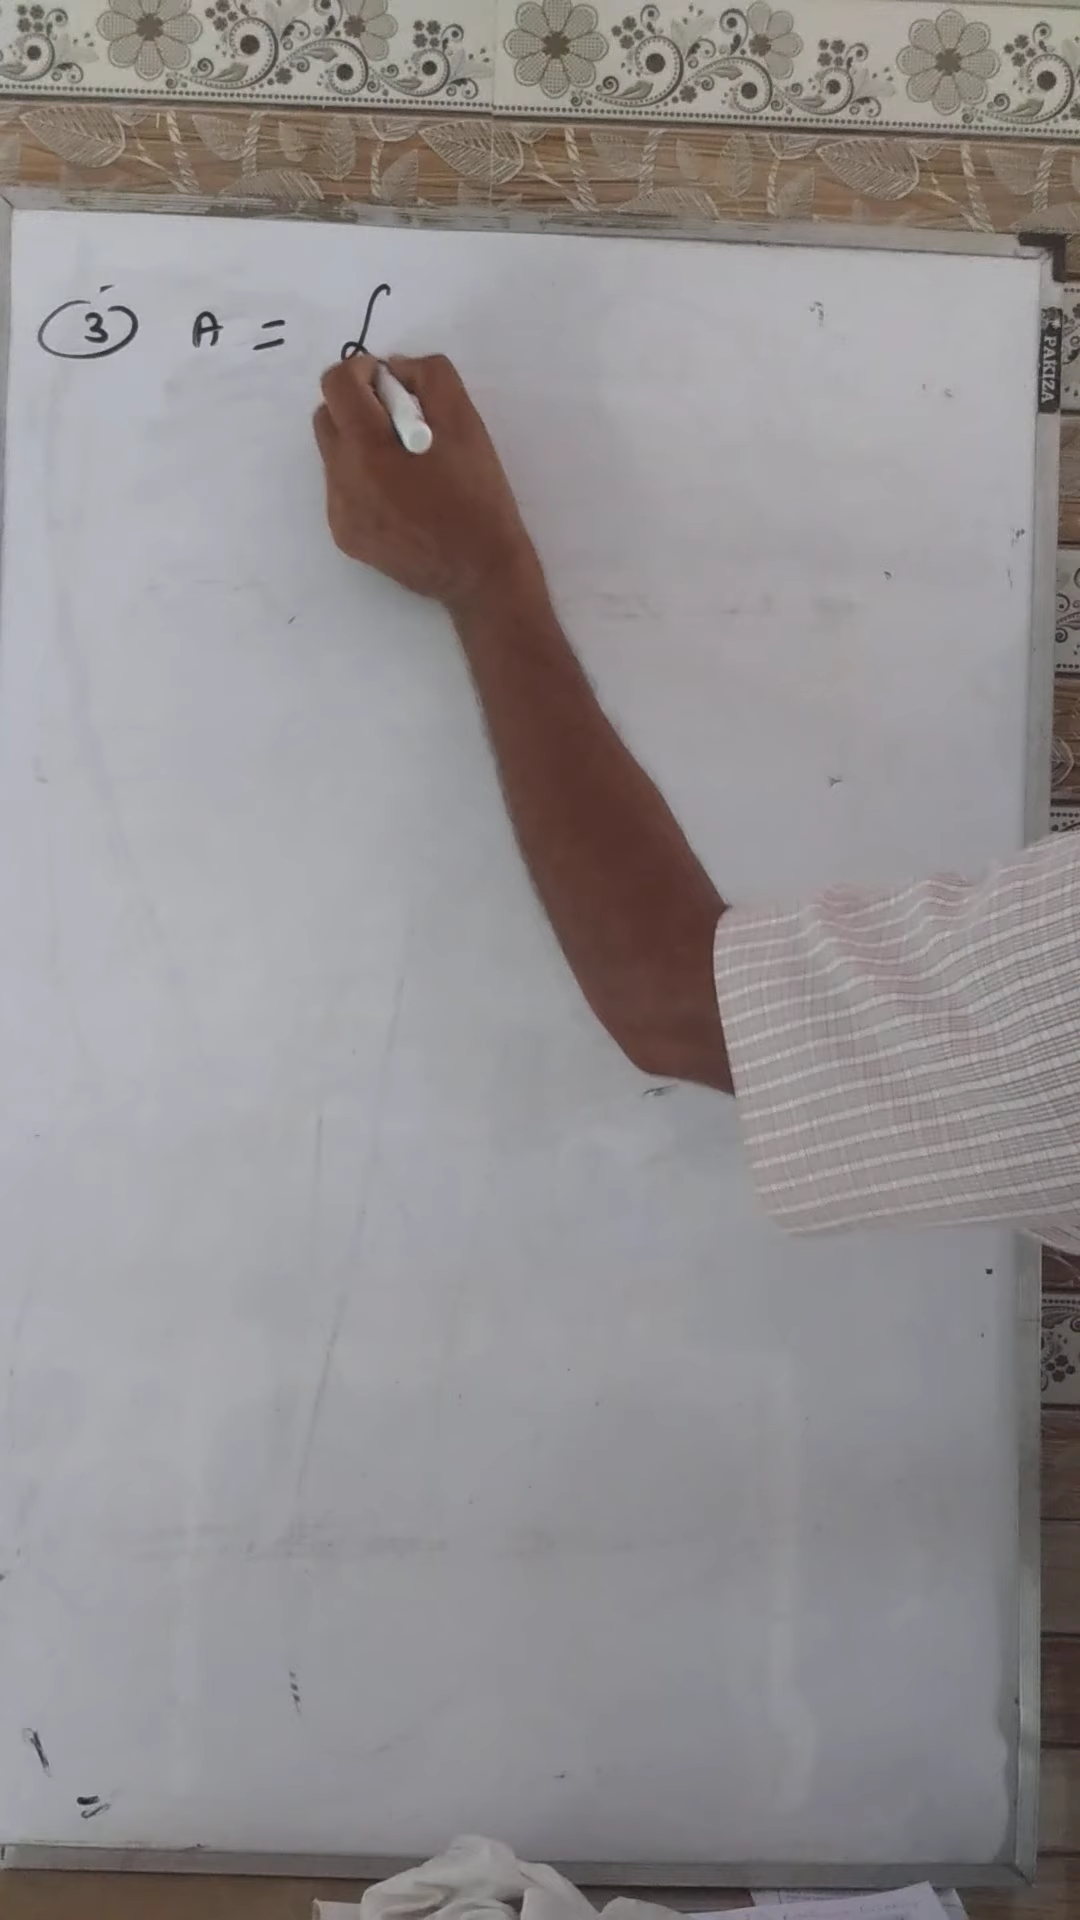 ③ A = {
PAKIZA